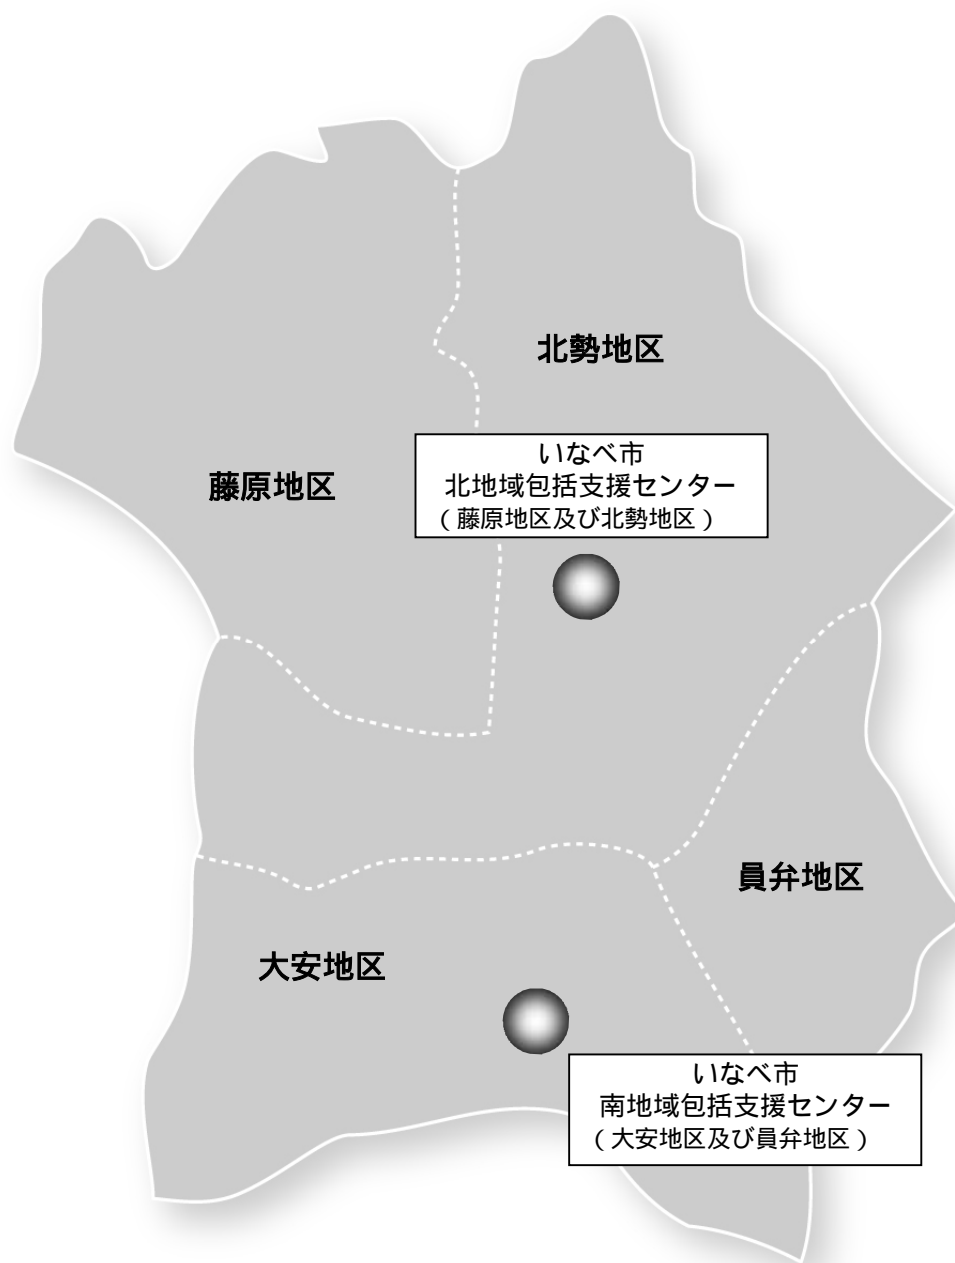 北勢地区
いなべ市
北地域包括支援センター
（藤原地区及び北勢地区）
藤原地区
員弁地区
大安地区
いなべ市
南地域包括支援センター
（大安地区及び員弁地区）